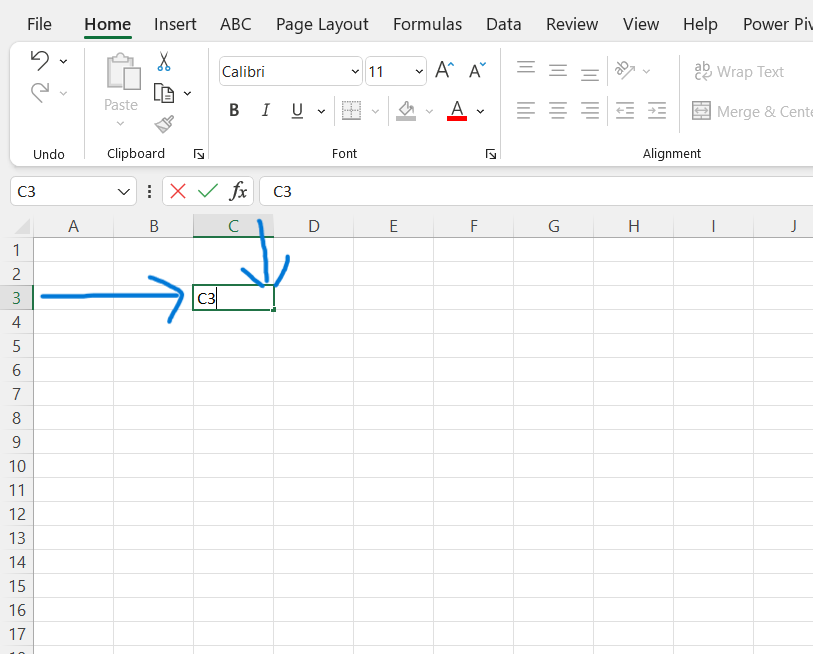 File Home Insert ABC Page Layout Formulas Data Review View Help Power Piv
Calibri 11 A A ab Wrap Text
Paste B I U A Merge & Cente
Undo Clipboard Font Alignment
C3 fx C3
A B C D E F G H I J
1
2
3 C3
4
5
6
7
8
9
10
11
12
13
14
15
16
17